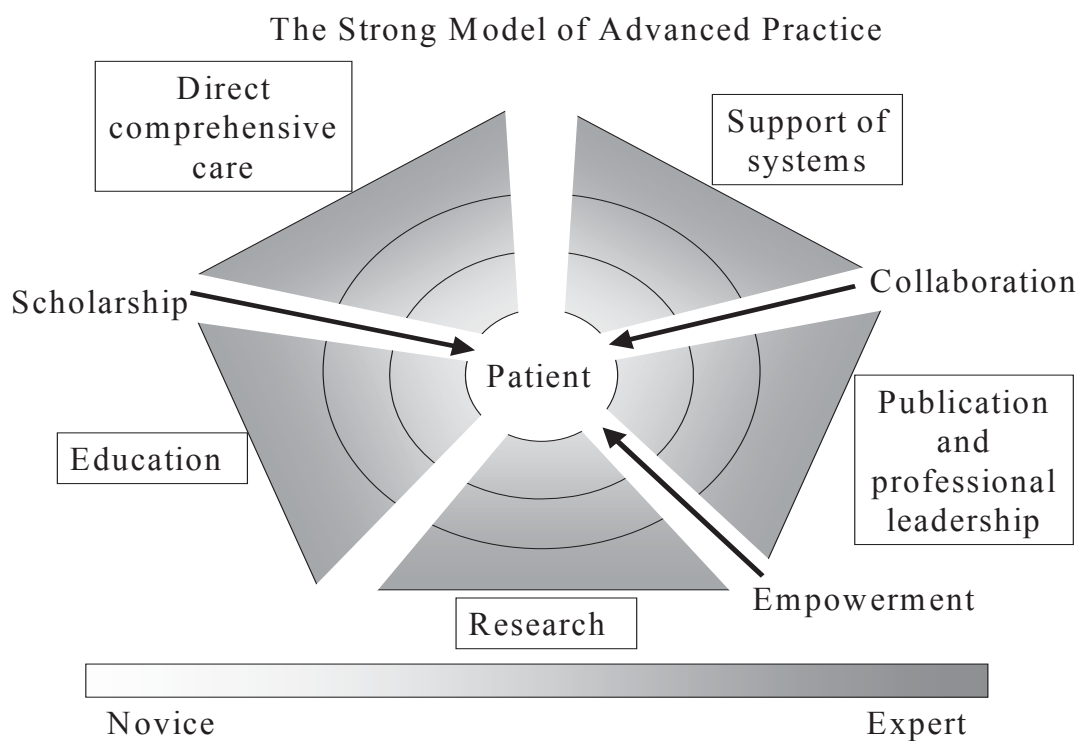 The Strong Model of Advanced Practice
Direct
comprehensive
care
Support of
systems
Scholarship
Collaboration
Patient
Education
Publication
and
professional
leadership
Empowerment
Research
Novice
Expert